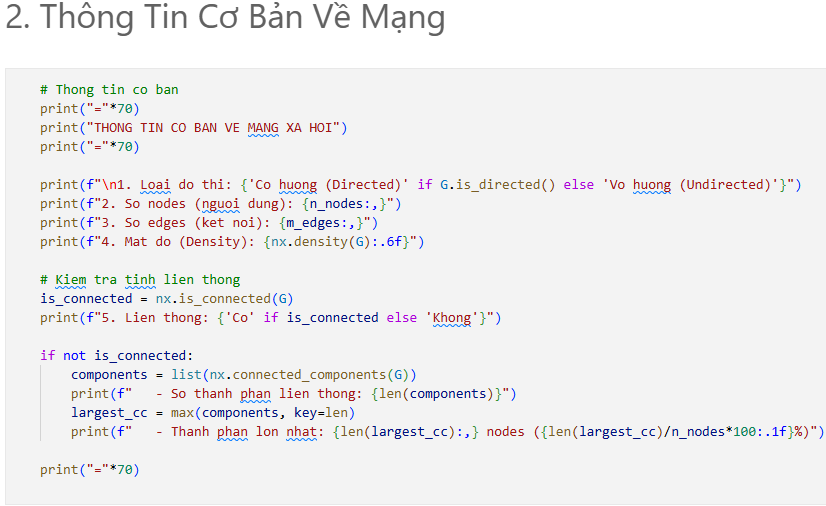 2. Thông Tin Cơ Bản Về Mạng
# Thong tin co ban
print("="*70)
print("THONG TIN CO BAN VE MANG XA HOI")
print("="*70)
print(f"\n1. Loai do thi: {'Co huong (Directed)' if G.is_directed() else 'Vo huong (Undirected)'}")
print(f"2. So nodes (nguoi dung): {n_nodes:,}")
print(f"3. So edges (ket noi): {m_edges:,}")
print(f"4. Mat do (Density): {nx.density(G):.6f}")
# Kiem tra tinh lien thong
is_connected = nx.is_connected(G)
print(f"5. Lien thong: {'Co' if is_connected else 'Khong'}")
if not is_connected:
    components = list(nx.connected_components(G))
    print(f"   - So thanh phan lien thong: {len(components)}")
    largest_cc = max(components, key=len)
    print(f"   - Thanh phan lon nhat: {len(largest_cc):,} nodes ({len(largest_cc)/n_nodes*100:.1f}%)")
print("="*70)